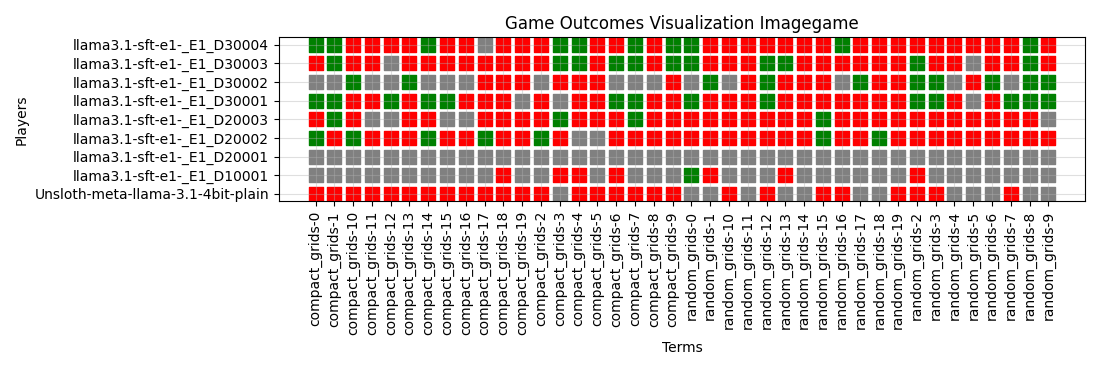 Game Outcomes Visualization Imagegame
Players
llama3.1-sft-e1-_E1_D30004
llama3.1-sft-e1-_E1_D30003
llama3.1-sft-e1-_E1_D30002
llama3.1-sft-e1-_E1_D30001
llama3.1-sft-e1-_E1_D20003
llama3.1-sft-e1-_E1_D20002
llama3.1-sft-e1-_E1_D20001
llama3.1-sft-e1-_E1_D10001
Unsloth-meta-llama-3.1-4bit-plain
compact_grids-0
compact_grids-1
compact_grids-10
compact_grids-11
compact_grids-12
compact_grids-13
compact_grids-14
compact_grids-15
compact_grids-16
compact_grids-17
compact_grids-18
compact_grids-19
compact_grids-2
compact_grids-3
compact_grids-4
compact_grids-5
compact_grids-6
compact_grids-7
compact_grids-8
compact_grids-9
random_grids-0
random_grids-1
random_grids-10
random_grids-11
random_grids-12
random_grids-13
random_grids-14
random_grids-15
random_grids-16
random_grids-17
random_grids-18
random_grids-19
random_grids-2
random_grids-3
random_grids-4
random_grids-5
random_grids-6
random_grids-7
random_grids-8
random_grids-9
Terms